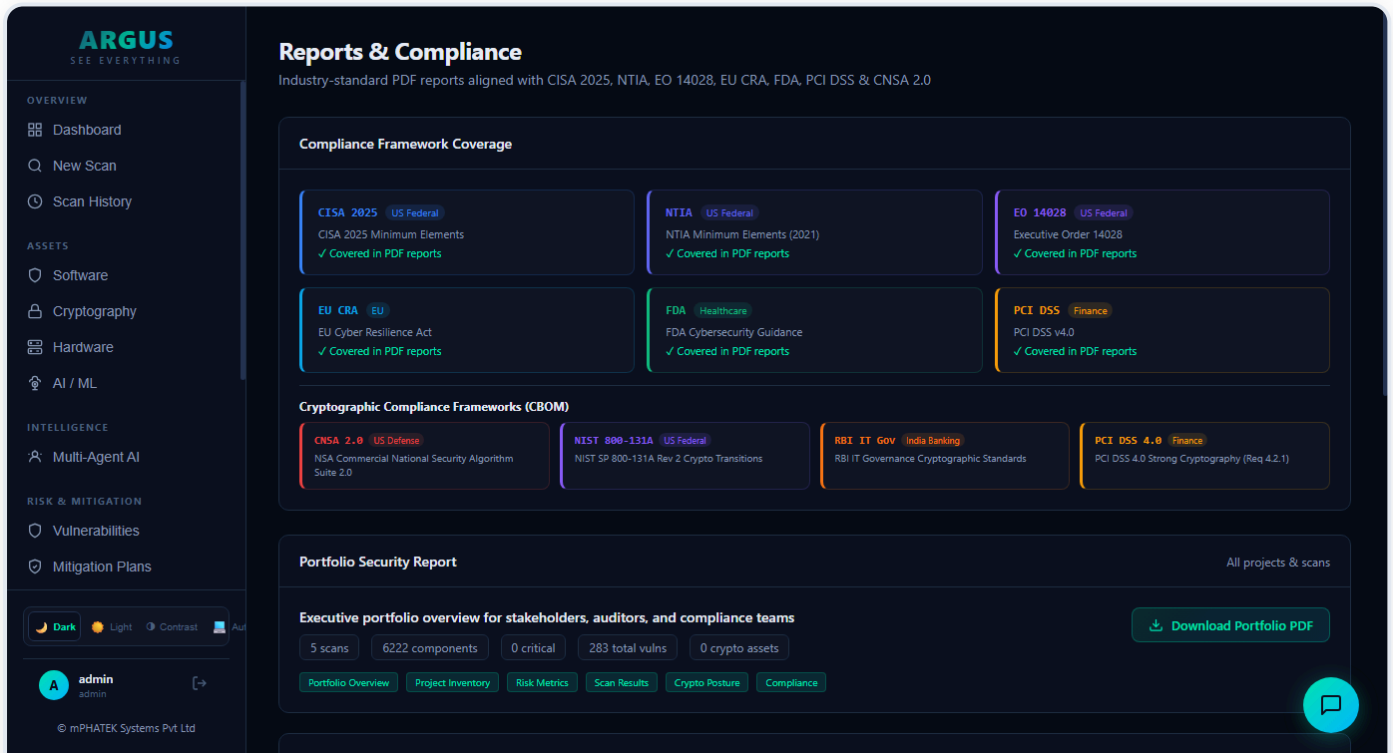 ARGUS
SEE EVERYTHING
OVERVIEW
Dashboard
New Scan
Scan History
ASSETS
Software
Cryptography
Hardware
AI / ML
INTELLIGENCE
Multi-Agent AI
RISK & MITIGATION
Vulnerabilities
Mitigation Plans
Dark Light Contrast Aut
A admin
admin
© mPHATEK Systems Pvt Ltd
Reports & Compliance
Industry-standard PDF reports aligned with CISA 2025, NTIA, EO 14028, EU CRA, FDA, PCI DSS & CNSA 2.0
Compliance Framework Coverage
CISA 2025 US Federal
CISA 2025 Minimum Elements
✓ Covered in PDF reports
NTIA US Federal
NTIA Minimum Elements (2021)
✓ Covered in PDF reports
EO 14028 US Federal
Executive Order 14028
✓ Covered in PDF reports
EU CRA EU
EU Cyber Resilience Act
✓ Covered in PDF reports
FDA Healthcare
FDA Cybersecurity Guidance
✓ Covered in PDF reports
PCI DSS Finance
PCI DSS v4.0
✓ Covered in PDF reports
Cryptographic Compliance Frameworks (CBOM)
CNSA 2.0 US Defense
NSA Commercial National Security Algorithm
Suite 2.0
NIST 800-131A US Federal
NIST SP 800-131A Rev 2 Crypto Transitions
RBI IT Gov India Banking
RBI IT Governance Cryptographic Standards
PCI DSS 4.0 Finance
PCI DSS 4.0 Strong Cryptography (Req 4.2.1)
Portfolio Security Report
All projects & scans
Executive portfolio overview for stakeholders, auditors, and compliance teams
5 scans 6222 components 0 critical 283 total vulns 0 crypto assets
Portfolio Overview Project Inventory Risk Metrics Scan Results Crypto Posture Compliance
Download Portfolio PDF